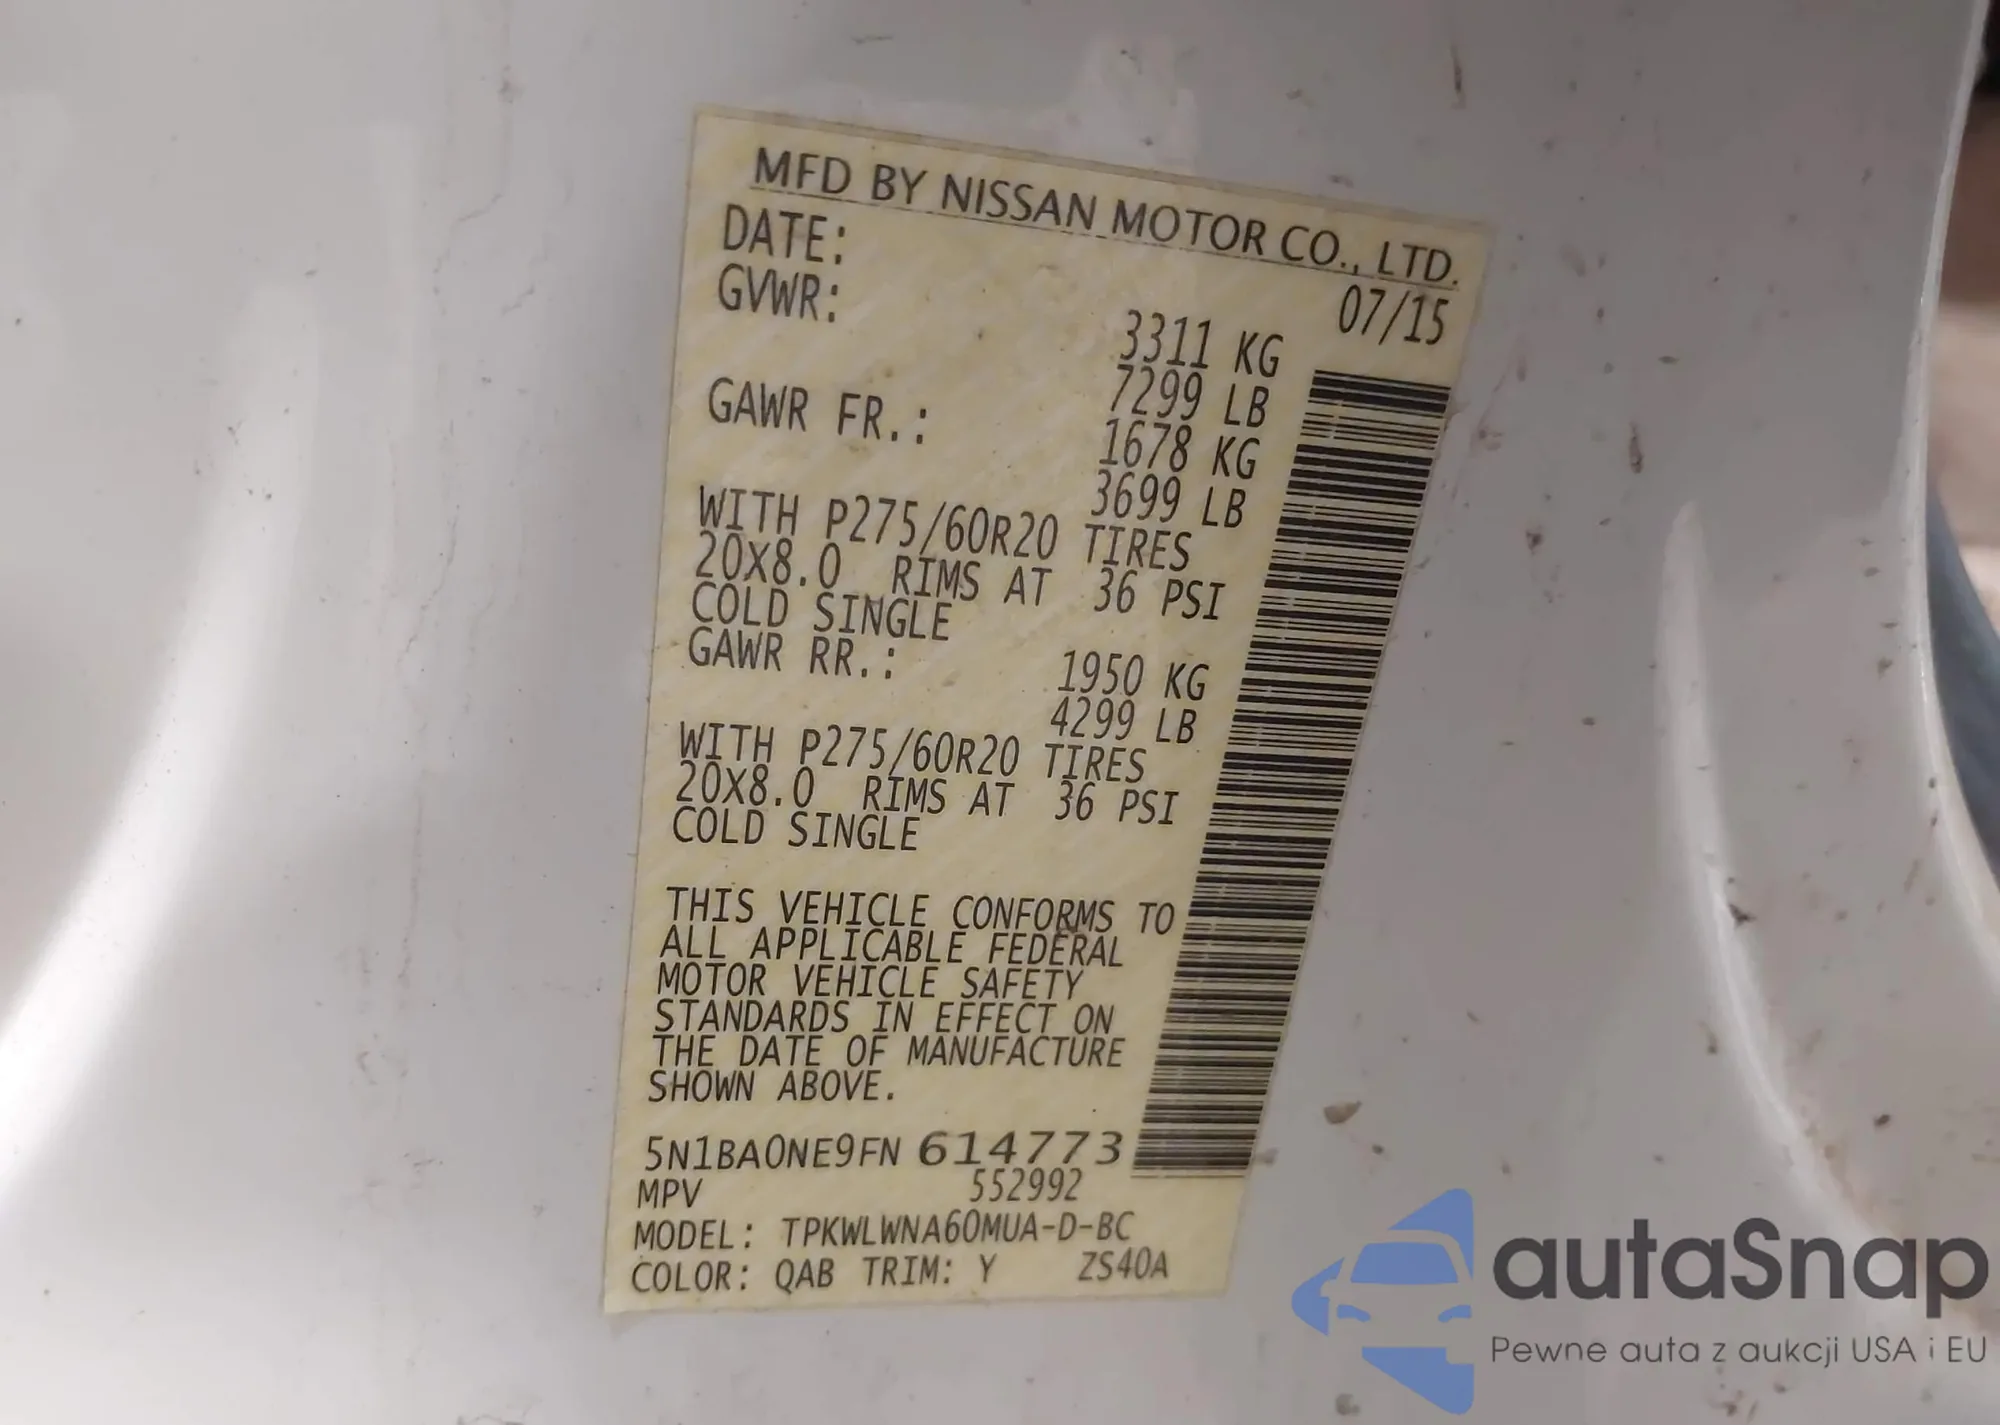 MFD BY NISSAN MOTOR CO., LTD.
DATE: 07/15
GVWR: 3311 KG
7299 LB
GAWR FR.: 1678 KG
3699 LB
WITH P275/60R20 TIRES
20X8.0 RIMS AT 36 PSI
COLD SINGLE
GAWR RR.: 1950 KG
4299 LB
WITH P275/60R20 TIRES
20X8.0 RIMS AT 36 PSI
COLD SINGLE
THIS VEHICLE CONFORMS TO
ALL APPLICABLE FEDERAL
MOTOR VEHICLE SAFETY
STANDARDS IN EFFECT ON
THE DATE OF MANUFACTURE
SHOWN ABOVE.
5N1BA0NE9FN 614773
MPV 552992
MODEL: TPKWLWNA60MUA-D-BC
COLOR: QAB TRIM: Y ZS40A
autaSnap
Pewne auta z aukcji USA i EU